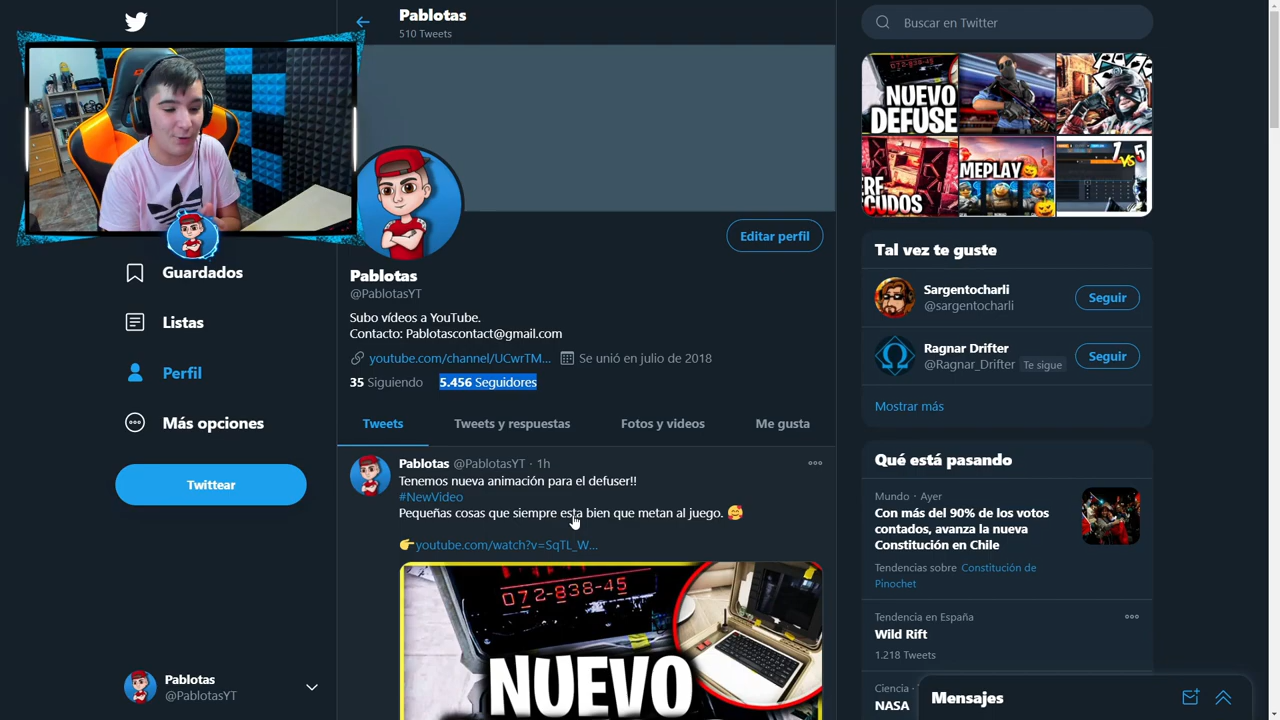 Pablotas
510 Tweets
Buscar en Twitter
072-838-45
NUEVO
DEFUSE
MEPLAY
1
VS
5
Guardados
Listas
Perfil
Más opciones
Twittear
Pablotas
@PablotasYT
Editar perfil
Pablotas
@PablotasYT
Subo vídeos a YouTube.
Contacto: Pablotascontact@gmail.com
youtube.com/channel/UCwrTM... Se unió en julio de 2018
35 Siguiendo 5.456 Seguidores
Tweets Tweets y respuestas Fotos y videos Me gusta
Pablotas @PablotasYT · 1h
Tenemos nueva animación para el defuser!!
#NewVideo
Pequeñas cosas que siempre esta bien que metan al juego. 🥰
👉youtube.com/watch?v=SqTL_W...
072-838-45
NUEVO
Tal vez te guste
Sargentocharli
@sargentocharli
Seguir
Ragnar Drifter
@Ragnar_Drifter Te sigue
Seguir
Mostrar más
Qué está pasando
Mundo · Ayer
Con más del 90% de los votos
contados, avanza la nueva
Constitución en Chile
Tendencias sobre Constitución de
Pinochet
Tendencia en España
Wild Rift
1.218 Tweets
Ciencia ·
NASA
Mensajes